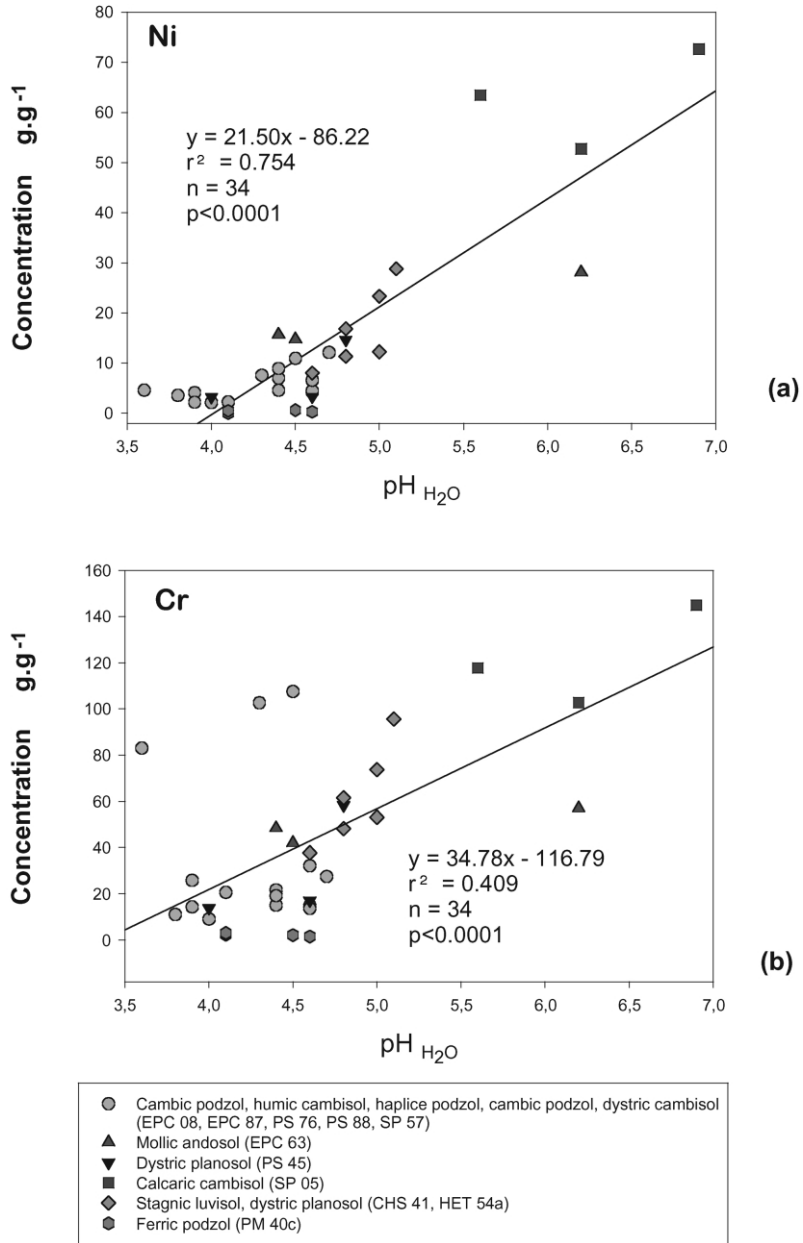 Ni
80
70
60
50
40
30
20
10
0
Concentration g.g-1
y = 21.50x - 86.22
r² = 0.754
n = 34
p<0.0001
3,5 4,0 4,5 5,0 5,5 6,0 6,5 7,0
pH H2O
(a)
Cr
160
140
120
100
80
60
40
20
0
Concentration g.g-1
y = 34.78x - 116.79
r² = 0.409
n = 34
p<0.0001
3,5 4,0 4,5 5,0 5,5 6,0 6,5 7,0
pH H2O
(b)
Cambic podzol, humic cambisol, haplice podzol, cambic podzol, dystric cambisol
(EPC 08, EPC 87, PS 76, PS 88, SP 57)
Mollic andosol (EPC 63)
Dystric planosol (PS 45)
Calcaric cambisol (SP 05)
Stagnic luvisol, dystric planosol (CHS 41, HET 54a)
Ferric podzol (PM 40c)